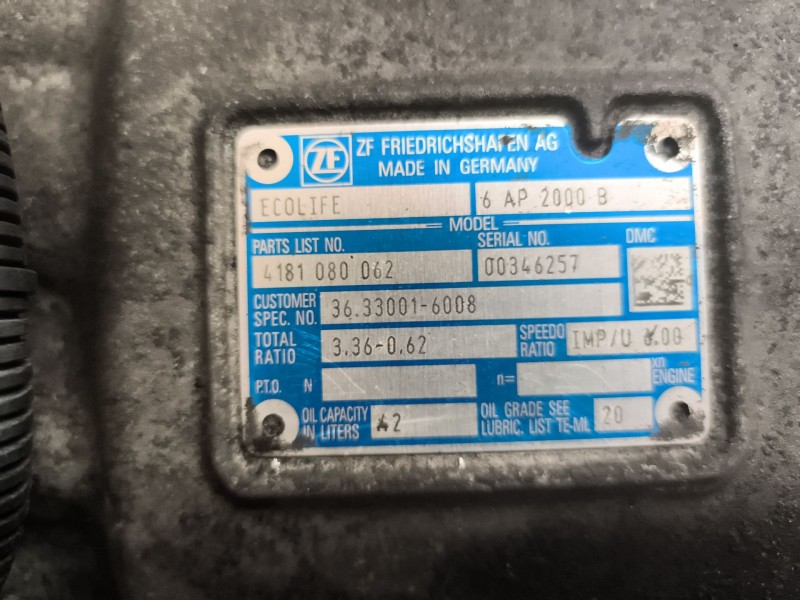 ZF
ZF FRIEDRICHSHAFEN AG
MADE IN GERMANY
ECOLIFE 6 AP 2000 B
MODEL
PARTS LIST NO. SERIAL NO. DMC
4181 080 062 00346257
CUSTOMER
SPEC. NO. 36.33001-6008
TOTAL
RATIO 3.36-0.62 SPEEDO
RATIO IMP/U
P.T.O. N n= xn
ENGINE
OIL CAPACITY
IN LITERS 42 OIL GRADE SEE
LUBRIC. LIST TE-ML 20